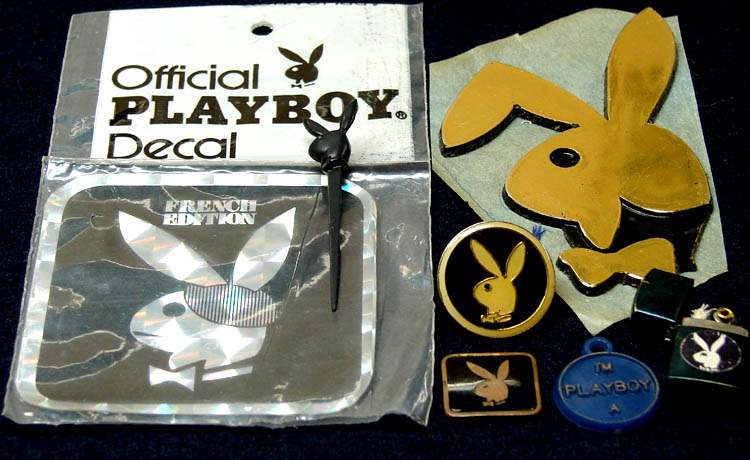 Official
PLAYBOY®
Decal
FRENCH
EDITION
I'M
PLAYBOY
A